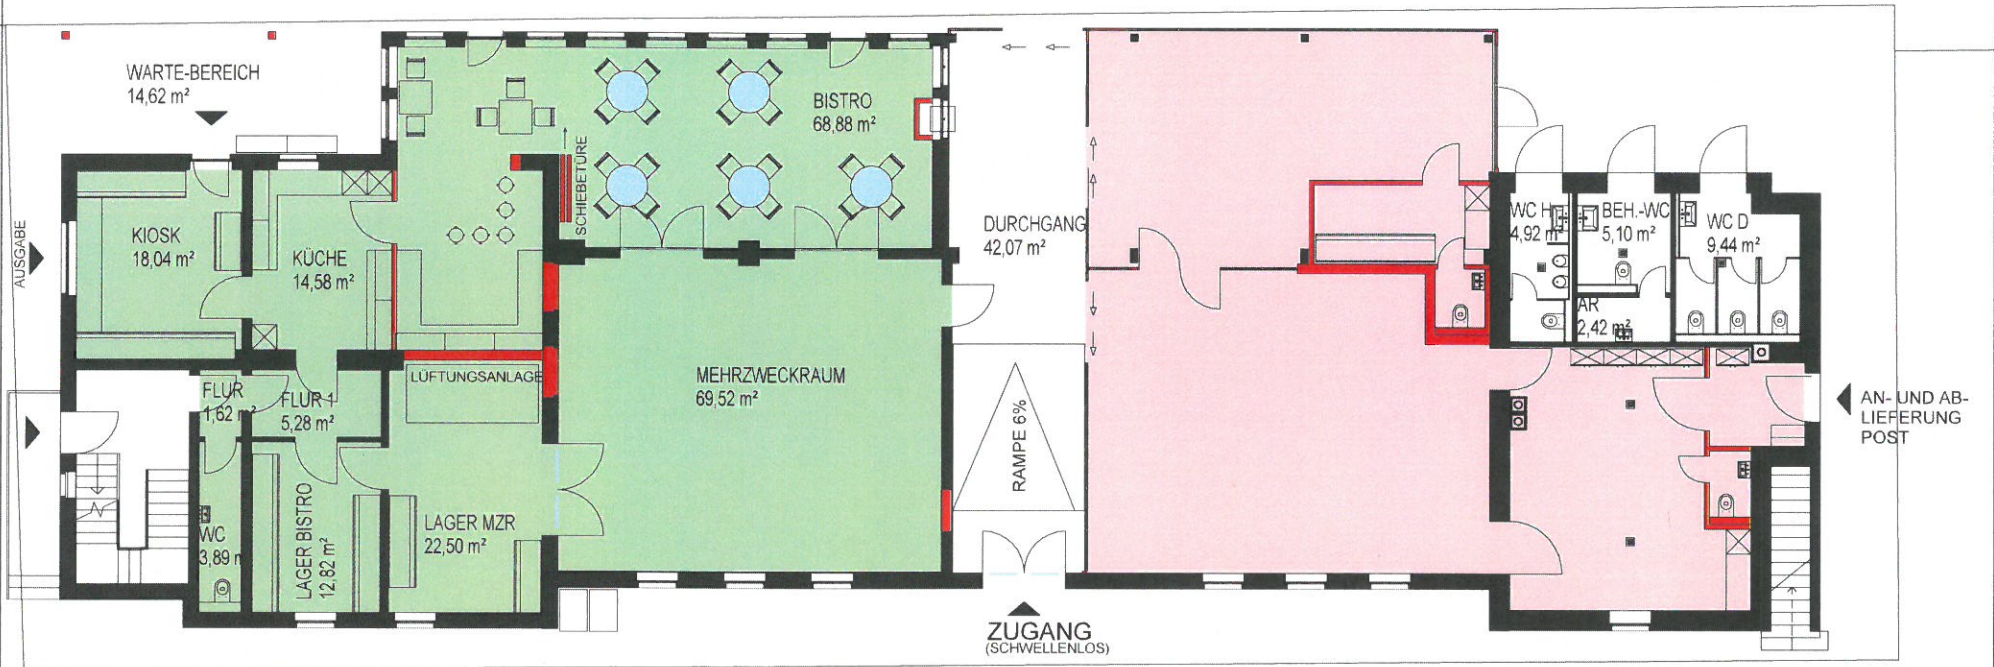 WARTE-BEREICH
14,62 m²
BISTRO
68,88 m²
SCHIEBETÜRE
AUSGABE
KIOSK
18,04 m²
KÜCHE
14,58 m²
DURCHGANG
42,07 m²
WC H
4,92 m²
BEH.-WC
5,10 m²
WC D
9,44 m²
AR
2,42 m²
FLUR
1,62 m²
FLUR 1
5,28 m²
LÜFTUNGSANLAGE
MEHRZWECKRAUM
69,52 m²
RAMPE 6%
AN- UND AB-
LIEFERUNG
POST
WC
3,89 m
LAGER BISTRO
12,82 m²
LAGER MZR
22,50 m²
ZUGANG
(SCHWELLENLOS)